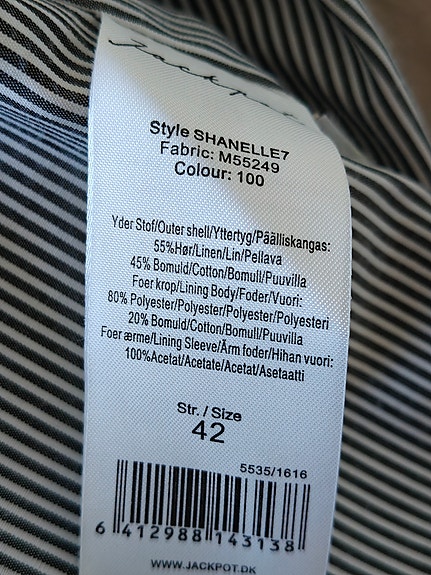 Jackpot
Style SHANELLE7
Fabric: M55249
Colour: 100
Yder Stof/Outer shell/Yttertyg/Päälliskangas:
55%Hør/Linen/Lin/Pellava
45% Bomuld/Cotton/Bomull/Puuvilla
Foer krop/Lining Body/Foder/Vuori:
80% Polyester/Polyester/Polyester/Polyesteri
20% Bomuld/Cotton/Bomull/Puuvilla
Foer ærme/Lining Sleeve/Ärm foder/Hihan vuori:
100%Acetat/Acetate/Acetat/Asetaatti
Str. / Size
42
5535/1616
6 412988 143138
WWW.JACKPOT.DK